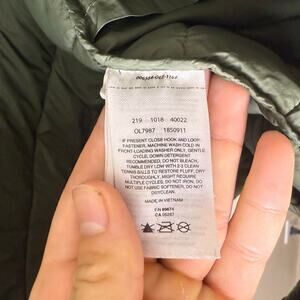 219 1018 40022
OL7987 1850911
IF PRESENT CLOSE HOOK AND LOOP
FASTENER, MACHINE WASH COLD IN
FRONT-LOADING WASHER ONLY, GENTLE
CYCLE, DOWN DETERGENT
RECOMMENDED. DO NOT BLEACH,
TUMBLE DRY LOW WITH 2-3 CLEAN
TENNIS BALLS TO RESTORE FLUFF, DRY
THOROUGHLY, MIGHT REQUIRE
MULTIPLE CYCLES, DO NOT IRON, DO
NOT USE FABRIC SOFTENER, DO NOT
DRYCLEAN.
MADE IN VIETNAM